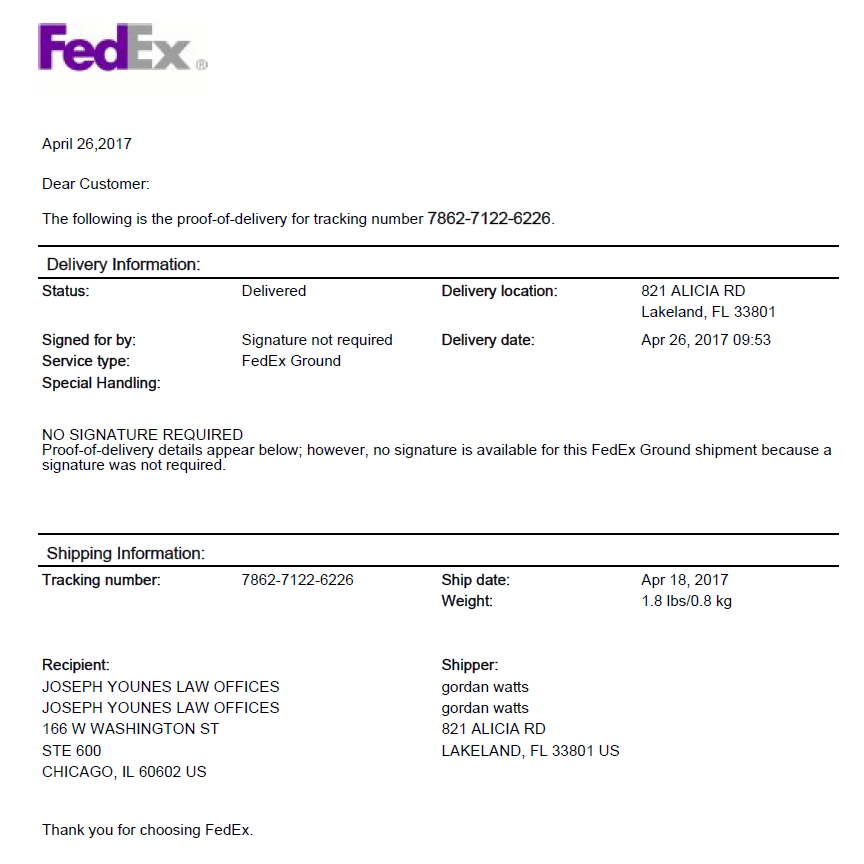 FedEx®
April 26,2017
Dear Customer:
The following is the proof-of-delivery for tracking number 7862-7122-6226.
Delivery Information:
Status: Delivered Delivery location: 821 ALICIA RD
Lakeland, FL 33801
Signed for by: Signature not required Delivery date: Apr 26, 2017 09:53
Service type: FedEx Ground
Special Handling:
NO SIGNATURE REQUIRED
Proof-of-delivery details appear below; however, no signature is available for this FedEx Ground shipment because a
signature was not required.
Shipping Information:
Tracking number: 7862-7122-6226 Ship date: Apr 18, 2017
Weight: 1.8 lbs/0.8 kg
Recipient: Shipper:
JOSEPH YOUNES LAW OFFICES gordan watts
JOSEPH YOUNES LAW OFFICES gordan watts
166 W WASHINGTON ST 821 ALICIA RD
STE 600 LAKELAND, FL 33801 US
CHICAGO, IL 60602 US
Thank you for choosing FedEx.